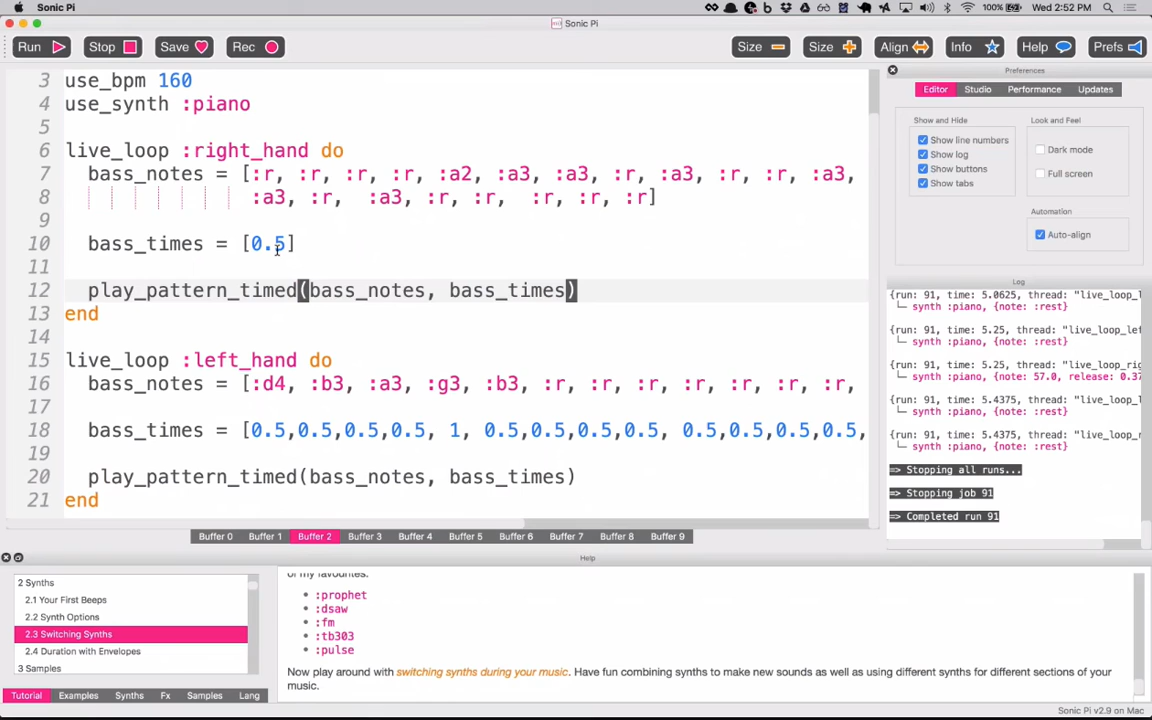 Sonic Pi
100%
Wed 2:52 PM
Sonic Pi
Run
Stop
Save
Rec
Size
Size
Align
Info
Help
Prefs
3 use_bpm 160
4 use_synth :piano
5
6 live_loop :right_hand do
7 bass_notes = [:r, :r, :r, :r, :a2, :a3, :a3, :r, :a3, :r, :r, :a3,
8 :a3, :r, :a3, :r, :r, :r, :r, :r]
9
10 bass_times = [0.5]
11
12 play_pattern_timed(bass_notes, bass_times)
13 end
14
15 live_loop :left_hand do
16 bass_notes = [:d4, :b3, :a3, :g3, :b3, :r, :r, :r, :r, :r, :r, :r,
17
18 bass_times = [0.5,0.5,0.5,0.5, 1, 0.5,0.5,0.5,0.5, 0.5,0.5,0.5,0.5,
19
20 play_pattern_timed(bass_notes, bass_times)
21 end
Preferences
Editor Studio Performance Updates
Show and Hide
Show line numbers
Show log
Show buttons
Show tabs
Look and Feel
Dark mode
Full screen
Automation
Auto-align
Log
{run: 91, time: 5.0625, thread: "live_loop_l
└─ synth :piano, {note: :rest}
{run: 91, time: 5.25, thread: "live_loop_lef
└─ synth :piano, {note: :rest}
{run: 91, time: 5.25, thread: "live_loop_rig
└─ synth :piano, {note: 57.0, release: 0.37
{run: 91, time: 5.4375, thread: "live_loop_l
└─ synth :piano, {note: :rest}
{run: 91, time: 5.4375, thread: "live_loop_r
└─ synth :piano, {note: :rest}
=> Stopping all runs...
=> Stopping job 91
=> Completed run 91
Buffer 0 Buffer 1 Buffer 2 Buffer 3 Buffer 4 Buffer 5 Buffer 6 Buffer 7 Buffer 8 Buffer 9
Help
2 Synths
2.1 Your First Beeps
2.2 Synth Options
2.3 Switching Synths
2.4 Duration with Envelopes
3 Samples
Tutorial Examples Synths Fx Samples Lang
of my favourites:
• :prophet
• :dsaw
• :fm
• :tb303
• :pulse
Now play around with switching synths during your music. Have fun combining synths to make new sounds as well as using different synths for different sections of your
music.
Sonic Pi v2.9 on Mac